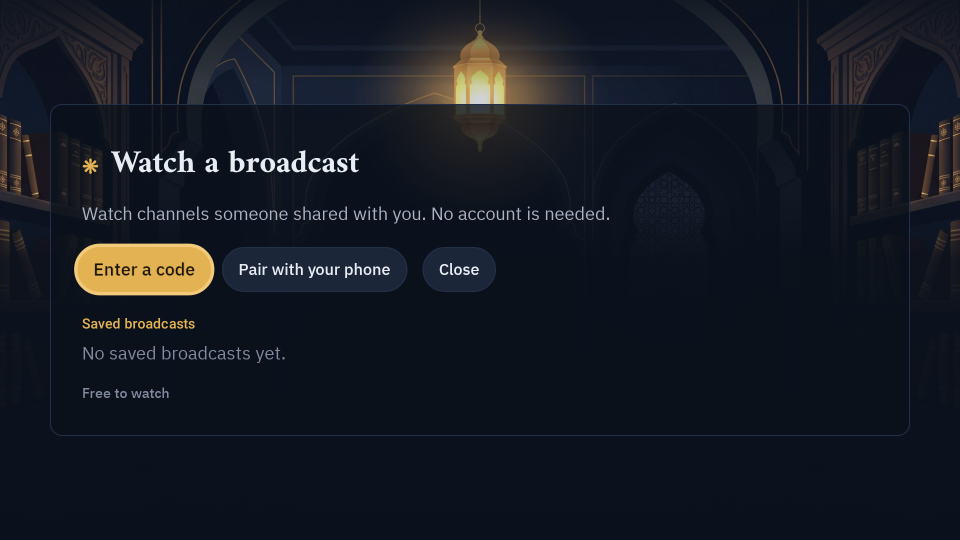 Watch a broadcast
Watch channels someone shared with you. No account is needed.
Enter a code Pair with your phone Close
Saved broadcasts
No saved broadcasts yet.
Free to watch